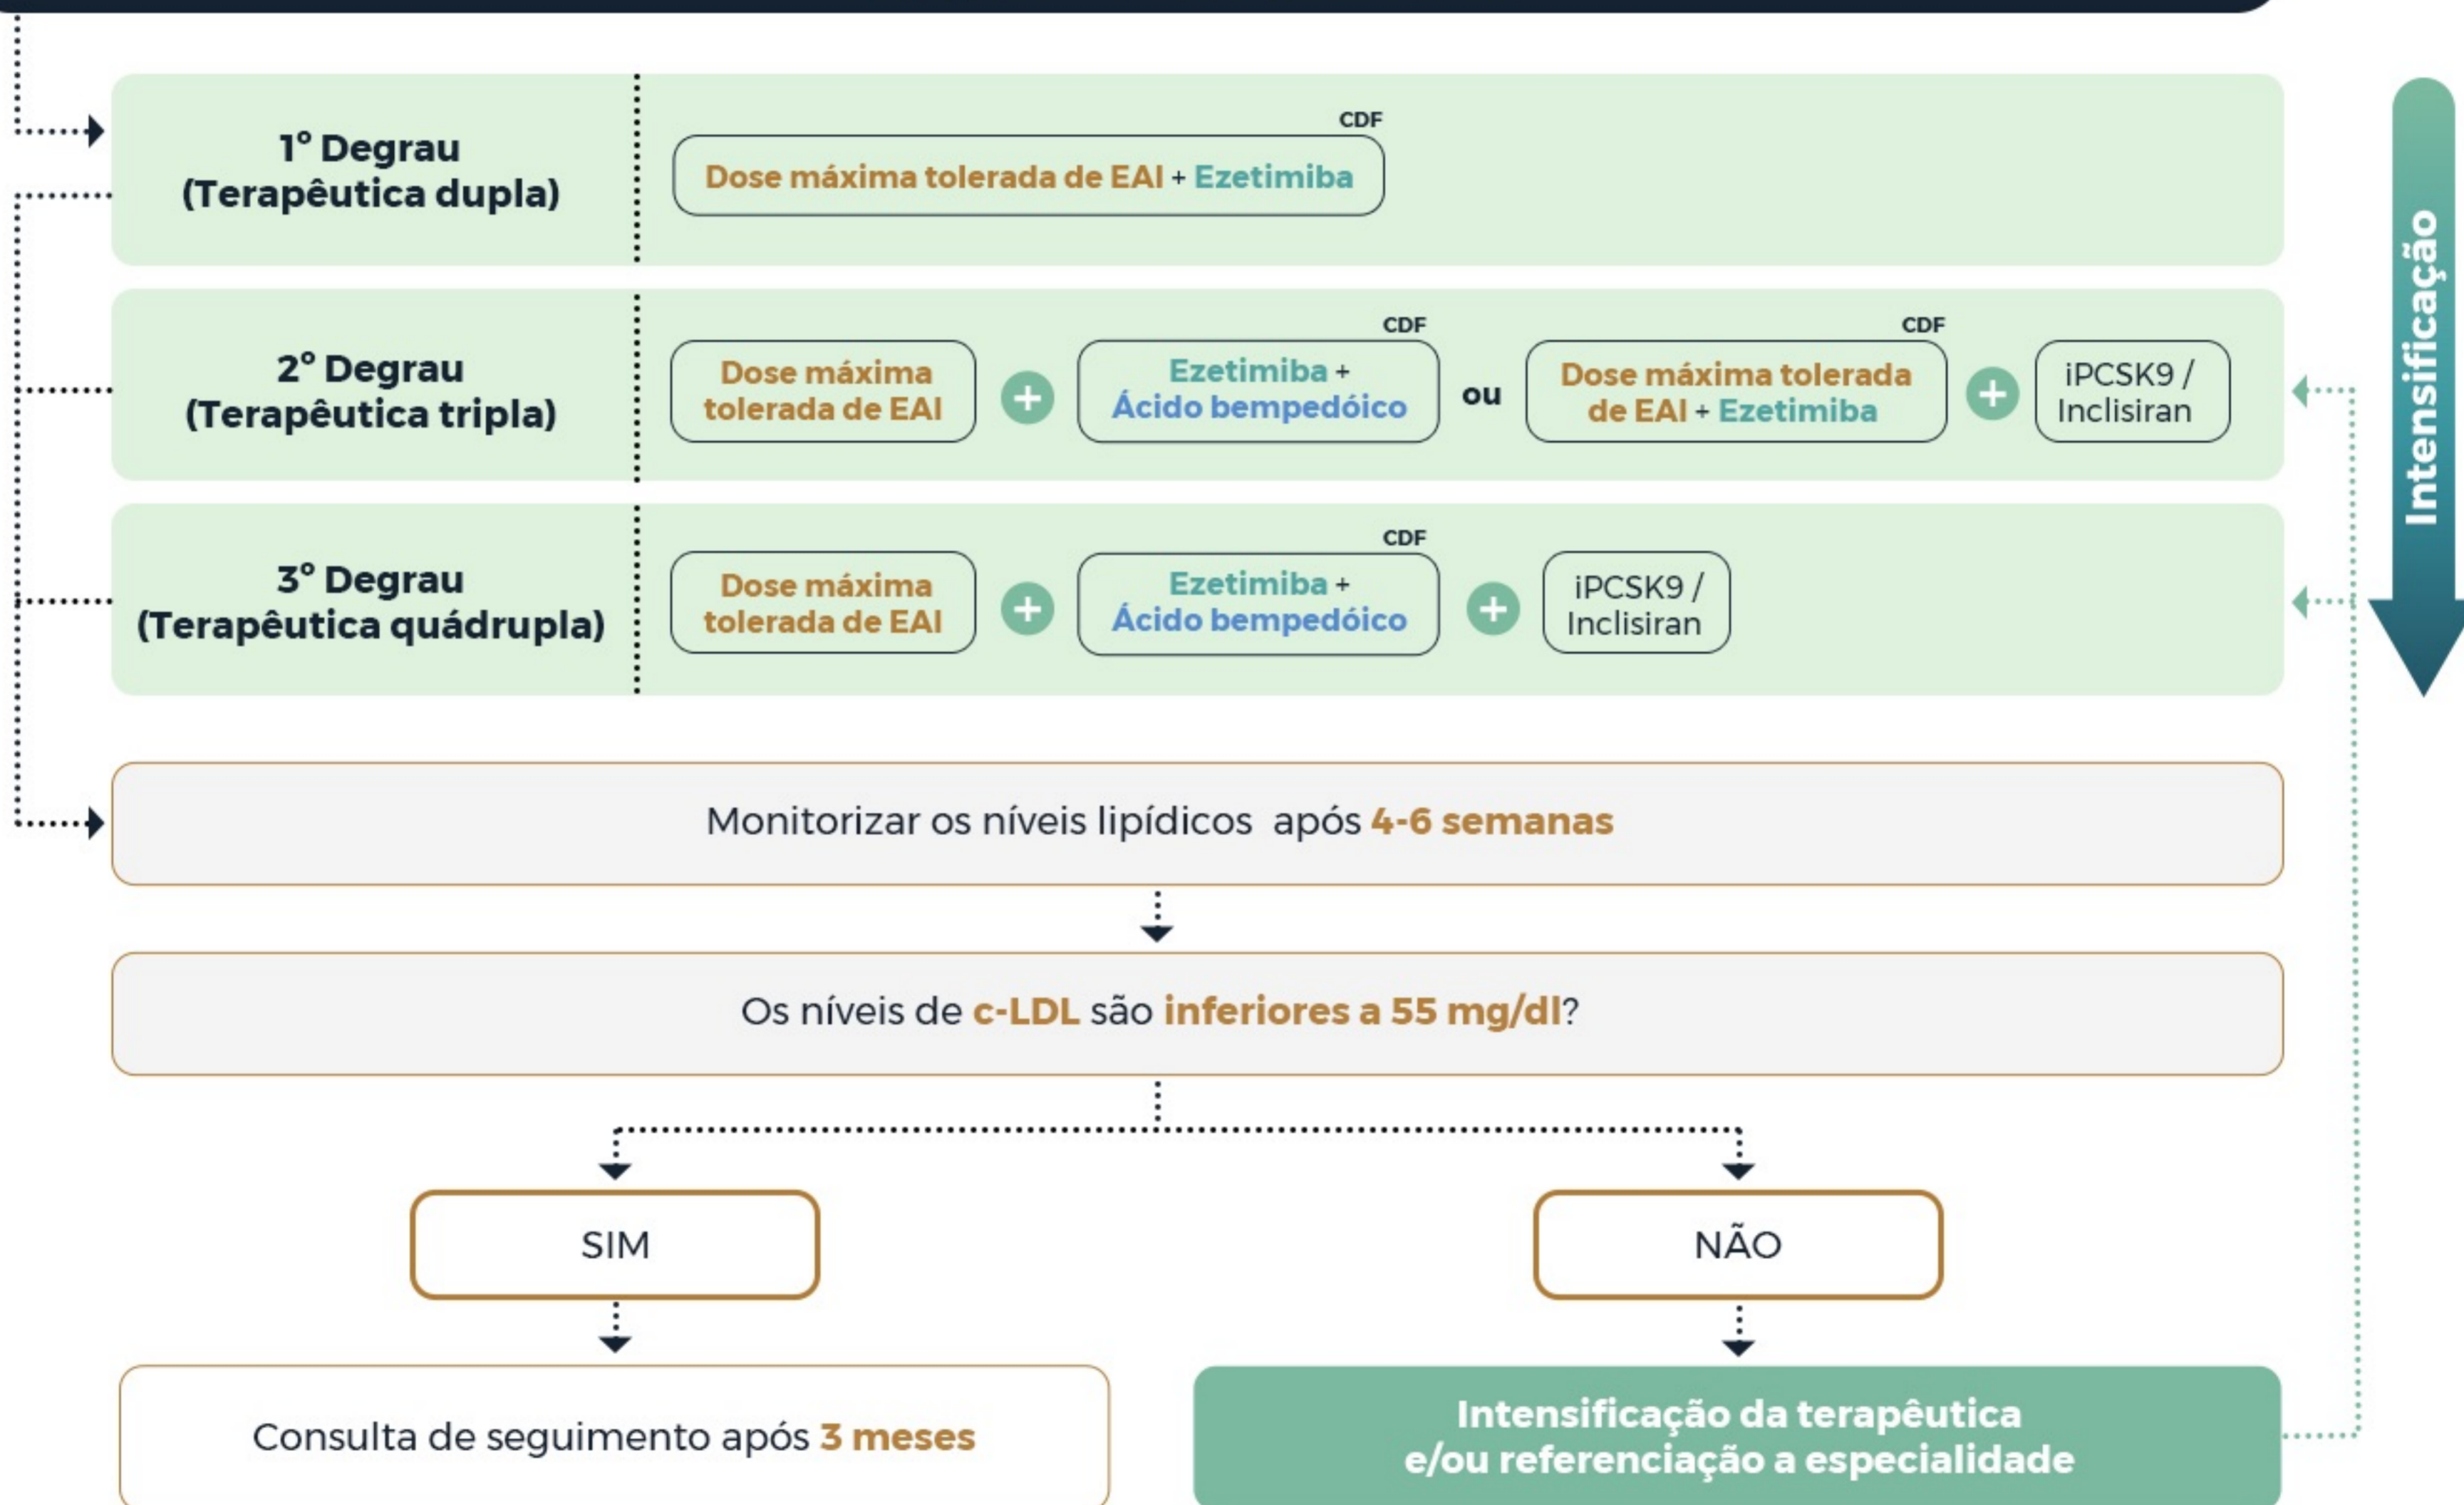 1º Degrau
(Terapêutica dupla)
CDF
Dose máxima tolerada de EAI + Ezetimiba
2º Degrau
(Terapêutica tripla)
Dose máxima
tolerada de EAI
+
CDF
Ezetimiba +
Ácido bempedóico
ou
CDF
Dose máxima tolerada
de EAI + Ezetimiba
+
iPCSK9 /
Inclisiran
3º Degrau
(Terapêutica quádrupla)
Dose máxima
tolerada de EAI
+
CDF
Ezetimiba +
Ácido bempedóico
+
iPCSK9 /
Inclisiran
Intensificação
Monitorizar os níveis lipídicos após 4-6 semanas
Os níveis de c-LDL são inferiores a 55 mg/dl?
SIM
NÃO
Consulta de seguimento após 3 meses
Intensificação da terapêutica
e/ou referenciação a especialidade